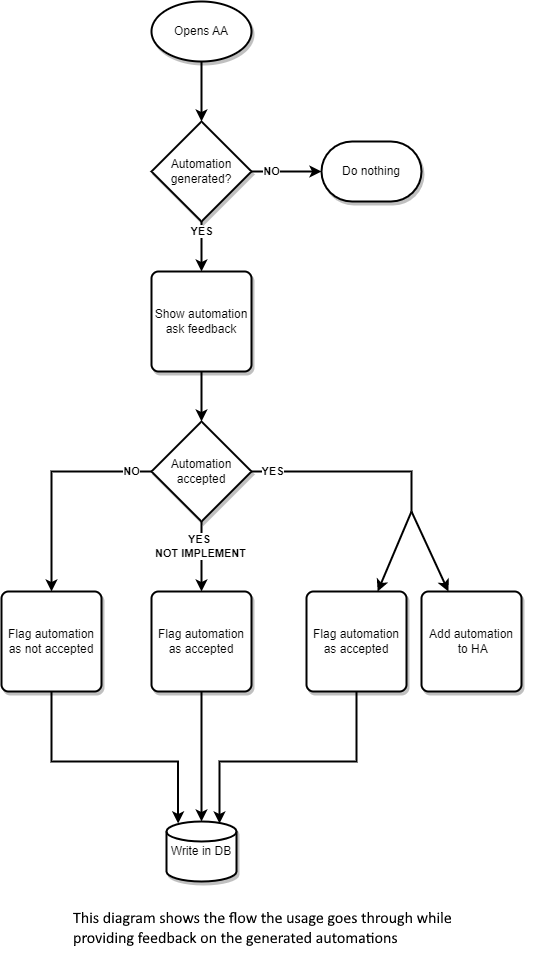 Opens AA
Automation
generated?
NO
Do nothing
YES
Show automation
ask feedback
Automation
accepted
NO
YES
YES
NOT IMPLEMENT
Flag automation
as not accepted
Flag automation
as accepted
Flag automation
as accepted
Add automation
to HA
Write in DB
This diagram shows the flow the usage goes through while
providing feedback on the generated automations